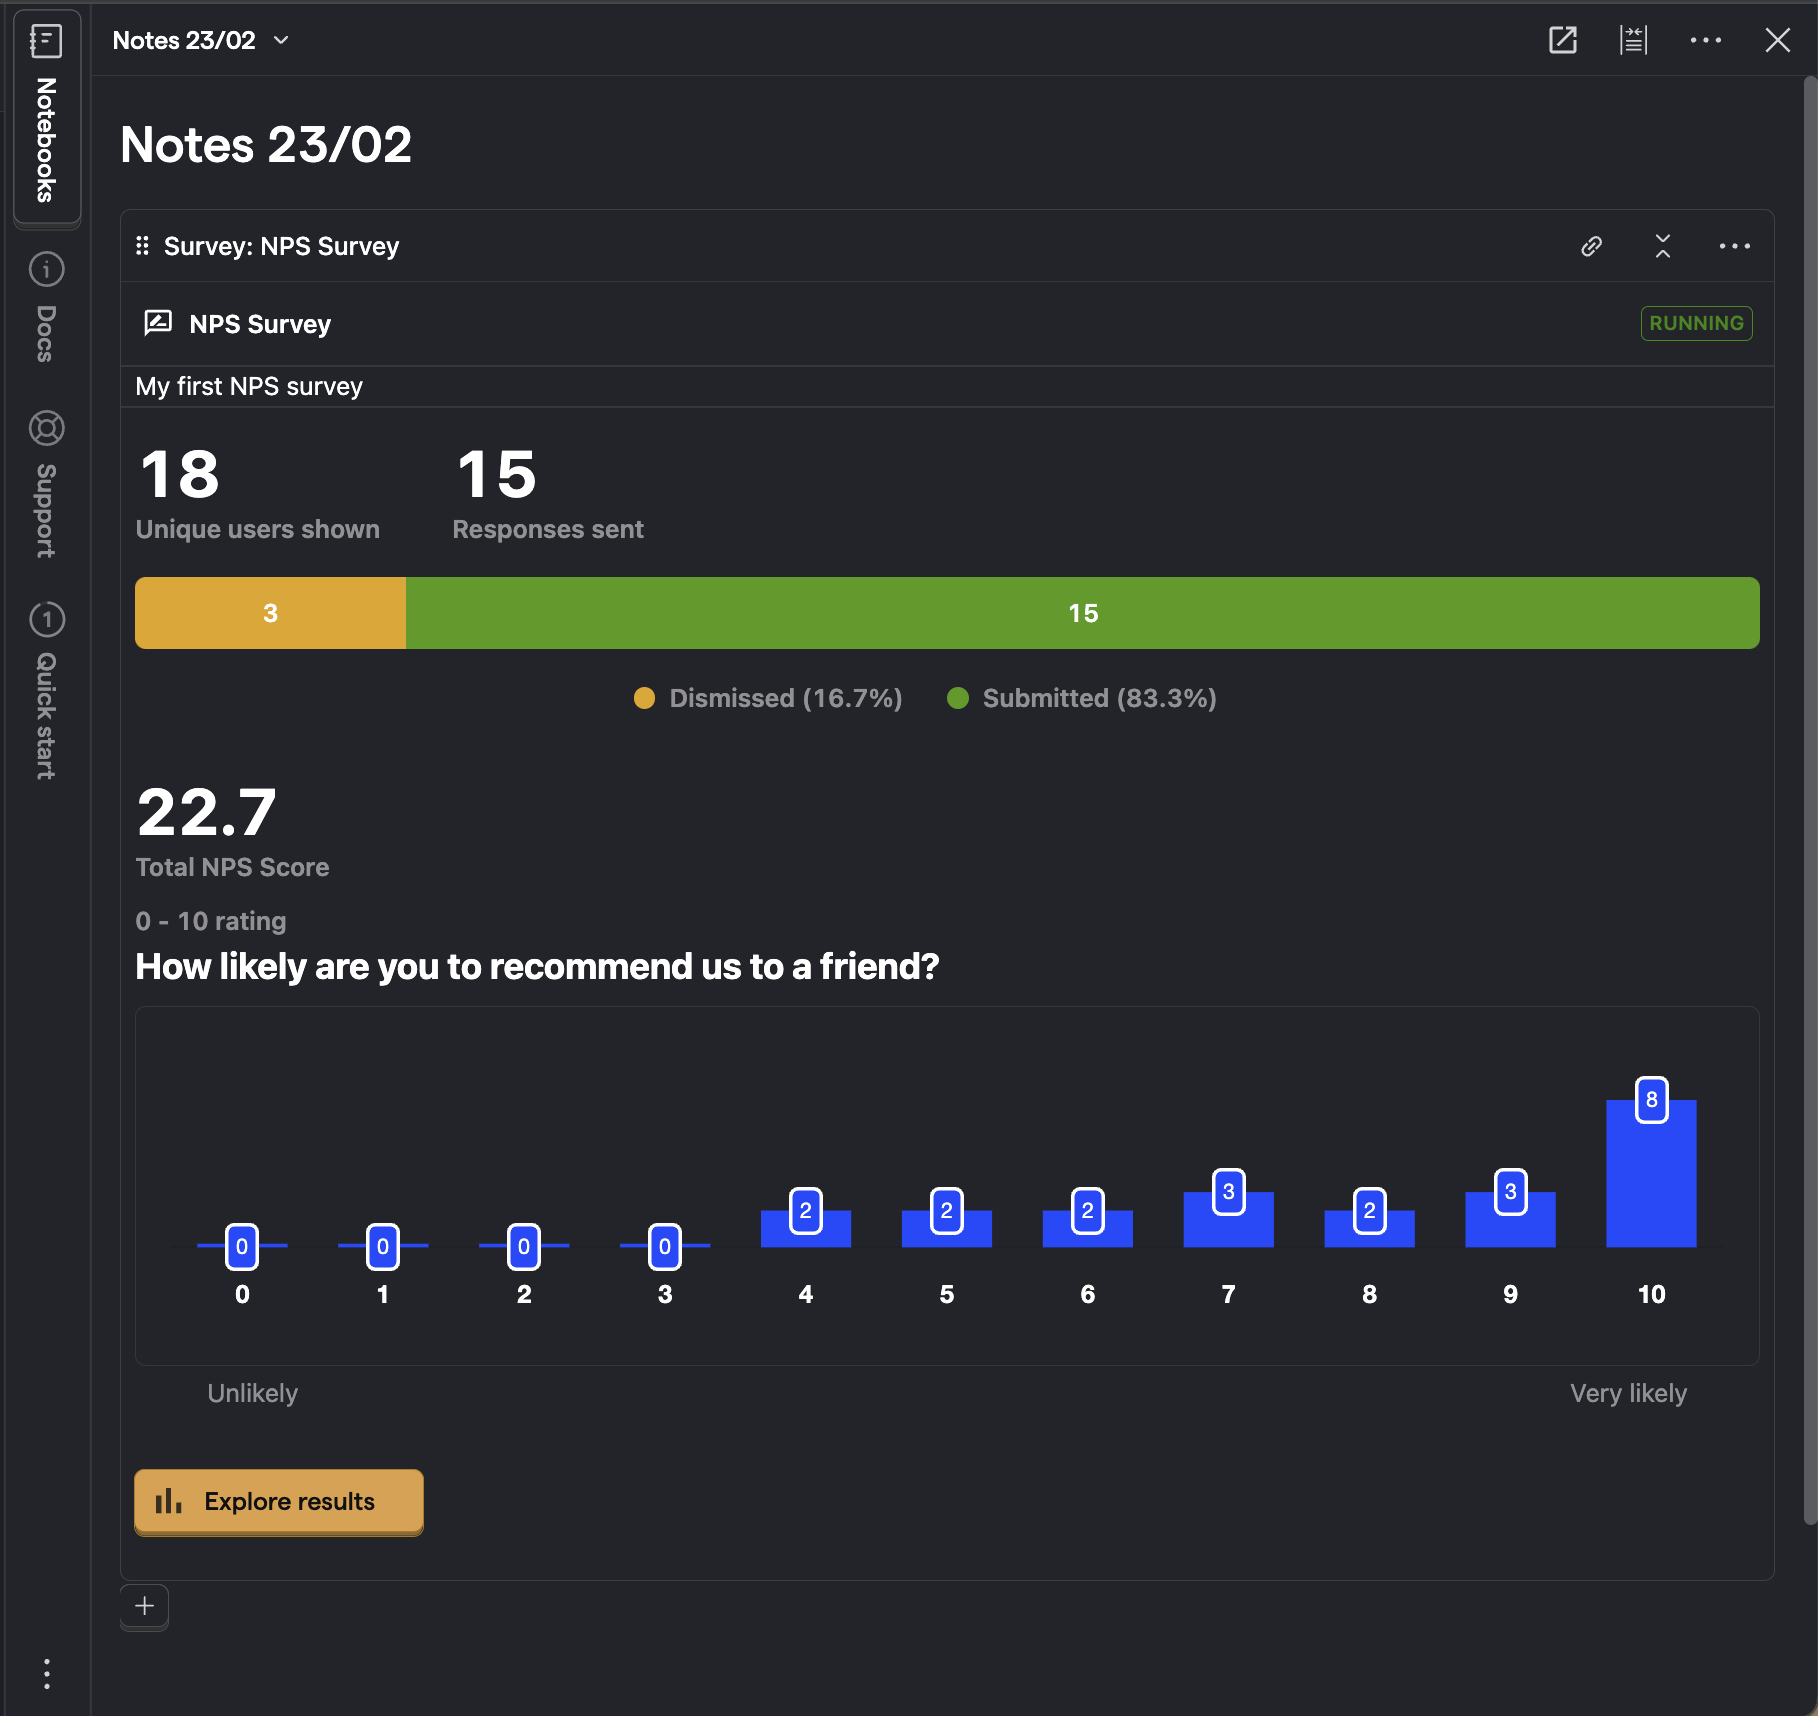 Notebooks
Docs
Support
1
Quick start
Notes 23/02
Notes 23/02
Survey: NPS Survey
NPS Survey
RUNNING
My first NPS survey
18
15
Unique users shown
Responses sent
3
15
Dismissed (16.7%)
Submitted (83.3%)
22.7
Total NPS Score
0 - 10 rating
How likely are you to recommend us to a friend?
0 0 0 0 2 2 2 3 2 3 8
0 1 2 3 4 5 6 7 8 9 10
Unlikely
Very likely
Explore results